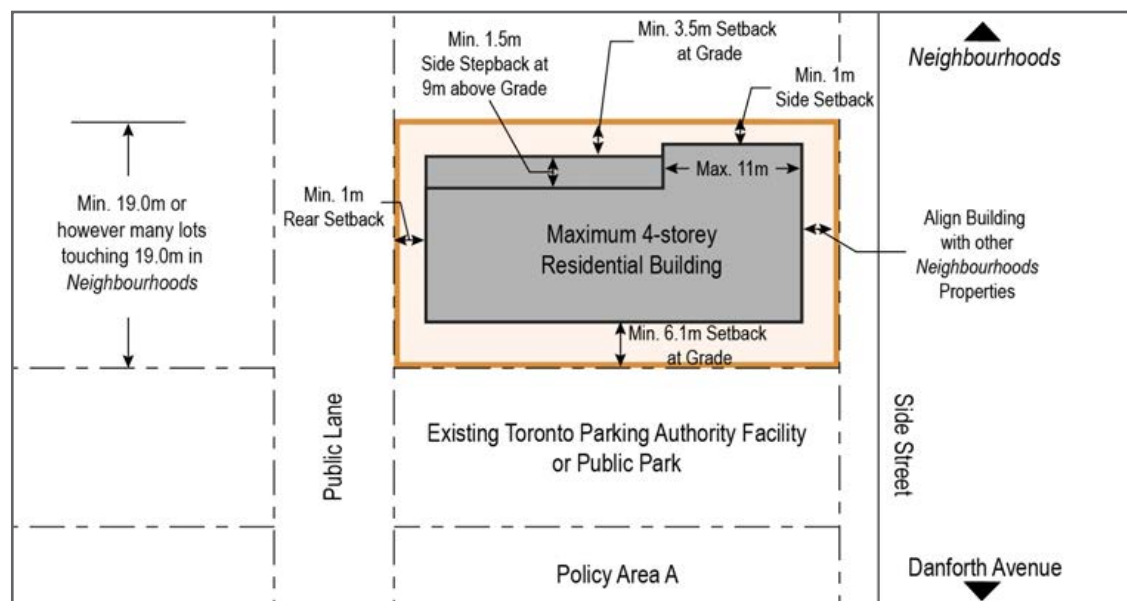 Min. 1.5m
Side Stepback at
9m above Grade
Min. 3.5m Setback
at Grade
Min. 1m
Side Setback
Neighbourhoods
Min. 19.0m or
however many lots
touching 19.0m in
Neighbourhoods
Min. 1m
Rear Setback
Max. 11m
Maximum 4-storey
Residential Building
Align Building
with other
Neighbourhoods
Properties
Min. 6.1m Setback
at Grade
Public Lane
Existing Toronto Parking Authority Facility
or Public Park
Side Street
Policy Area A
Danforth Avenue